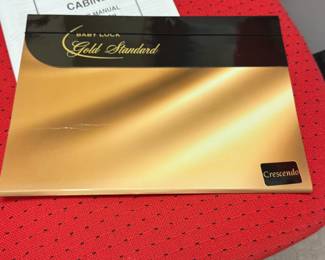 CABIN
MANUAL
BABY LOCK
Gold Standard
Crescendo